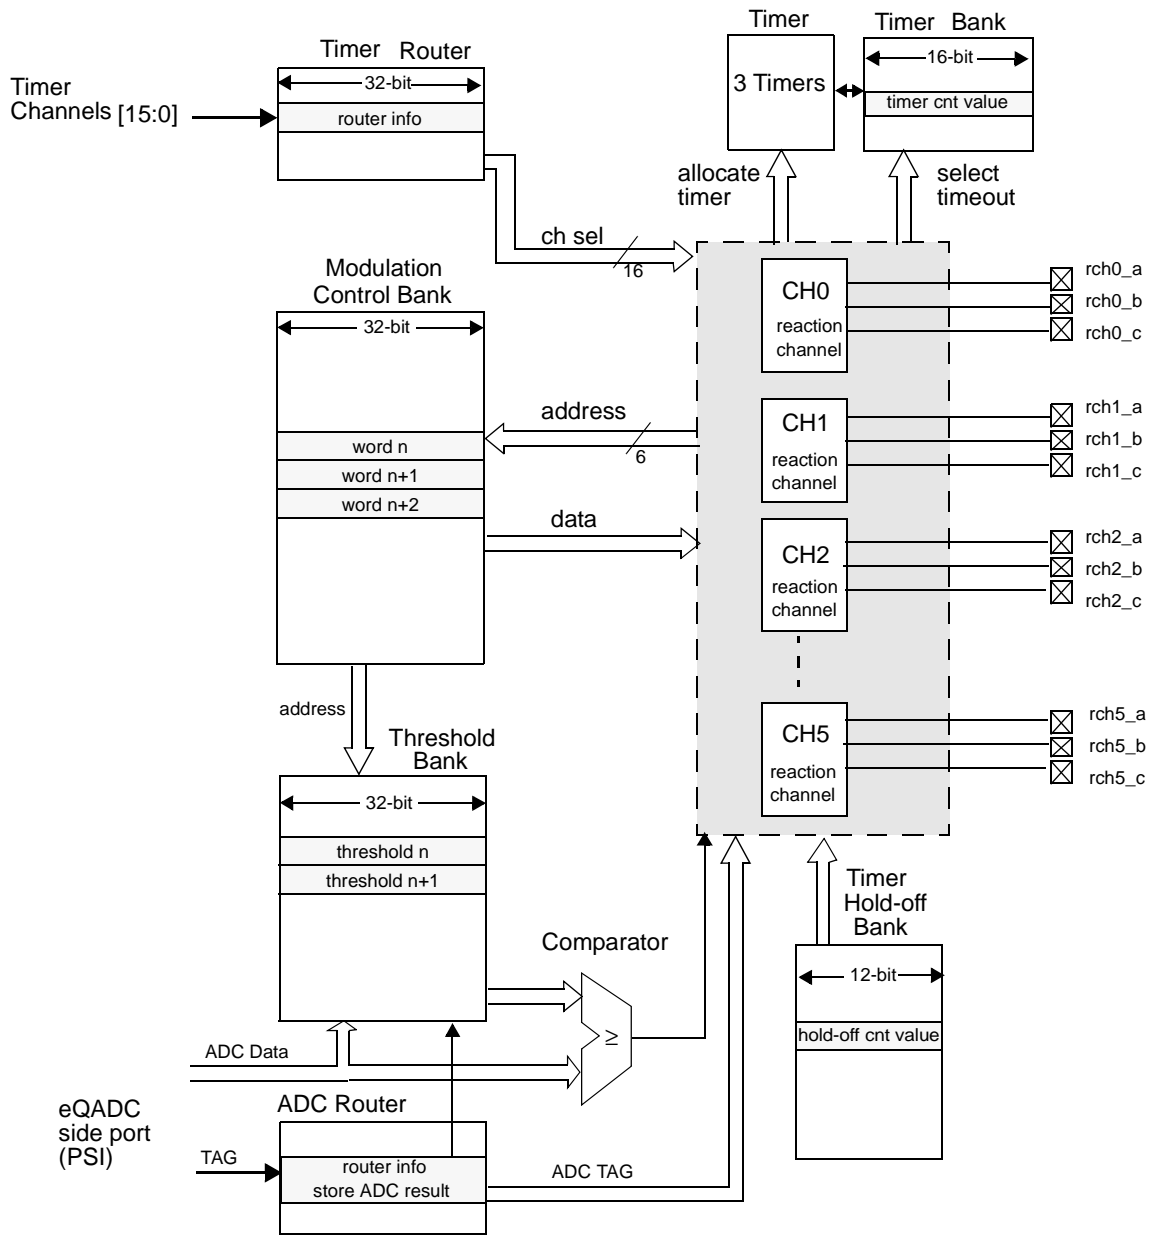 Timer
Timer Bank
Timer Router
Timer
Channels [15:0]
32-bit
router info
3 Timers
16-bit
timer cnt value
allocate
timer
select
timeout
ch sel
16
Modulation
Control Bank
32-bit
word n
word n+1
word n+2
address
6
data
CH0
reaction
channel
rch0_a
rch0_b
rch0_c
CH1
reaction
channel
rch1_a
rch1_b
rch1_c
CH2
reaction
channel
rch2_a
rch2_b
rch2_c
CH5
reaction
channel
rch5_a
rch5_b
rch5_c
address
Threshold
Bank
32-bit
threshold n
threshold n+1
Comparator
≥
Timer
Hold-off
Bank
12-bit
hold-off cnt value
ADC Data
eQADC
side port
(PSI)
ADC Router
TAG
router info
store ADC result
ADC TAG